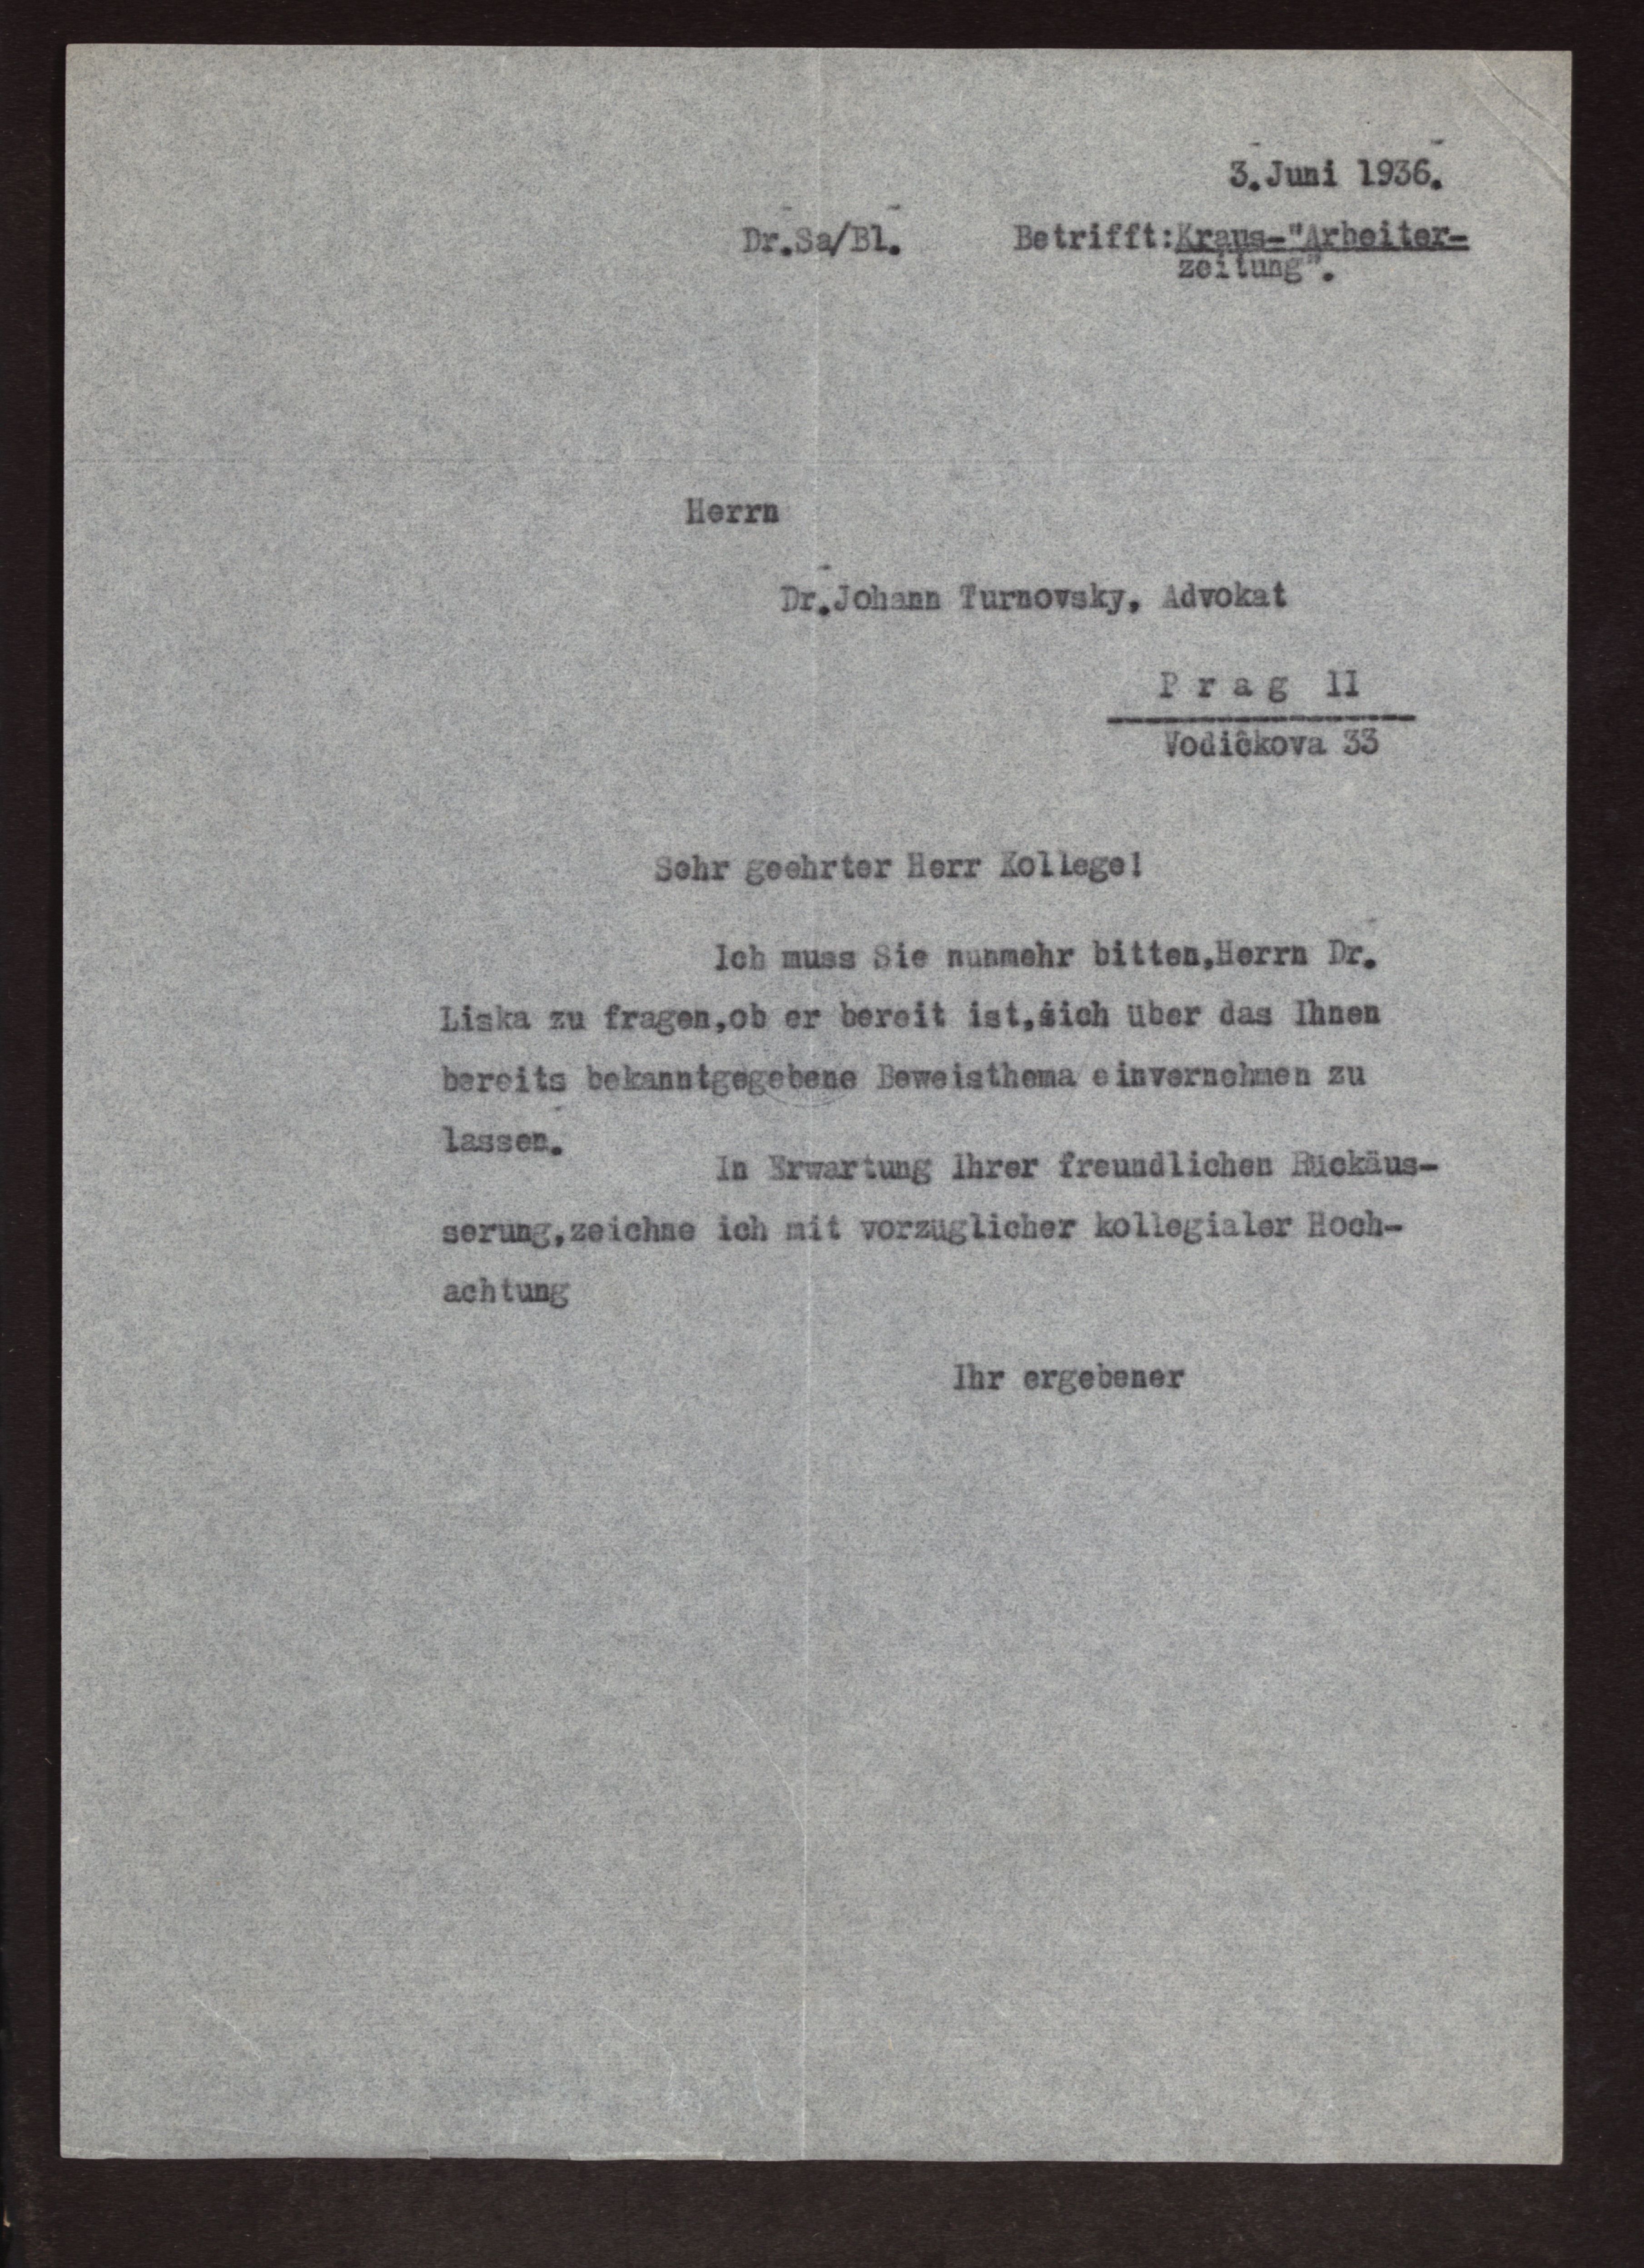 3.Juni 1936.
Dr.Sa/Bl. Betrifft:Kraus-"Arbeiter-
zeitung".
Herrn
Dr.Johann Turnovsky, Advokat
Prag II
Vodičkova 33
Sehr geehrter Herr Kollege!
Ich muss Sie nunmehr bitten,Herrn Dr.
Liska zu fragen,ob er bereit ist,sich über das Ihnen
bereits bekanntgegebene Beweisthema einvernehmen zu
lassen.
In Erwartung Ihrer freundlichen Rückäus-
serung,zeichne ich mit vorzüglicher kollegialer Hoch-
achtung
Ihr ergebener